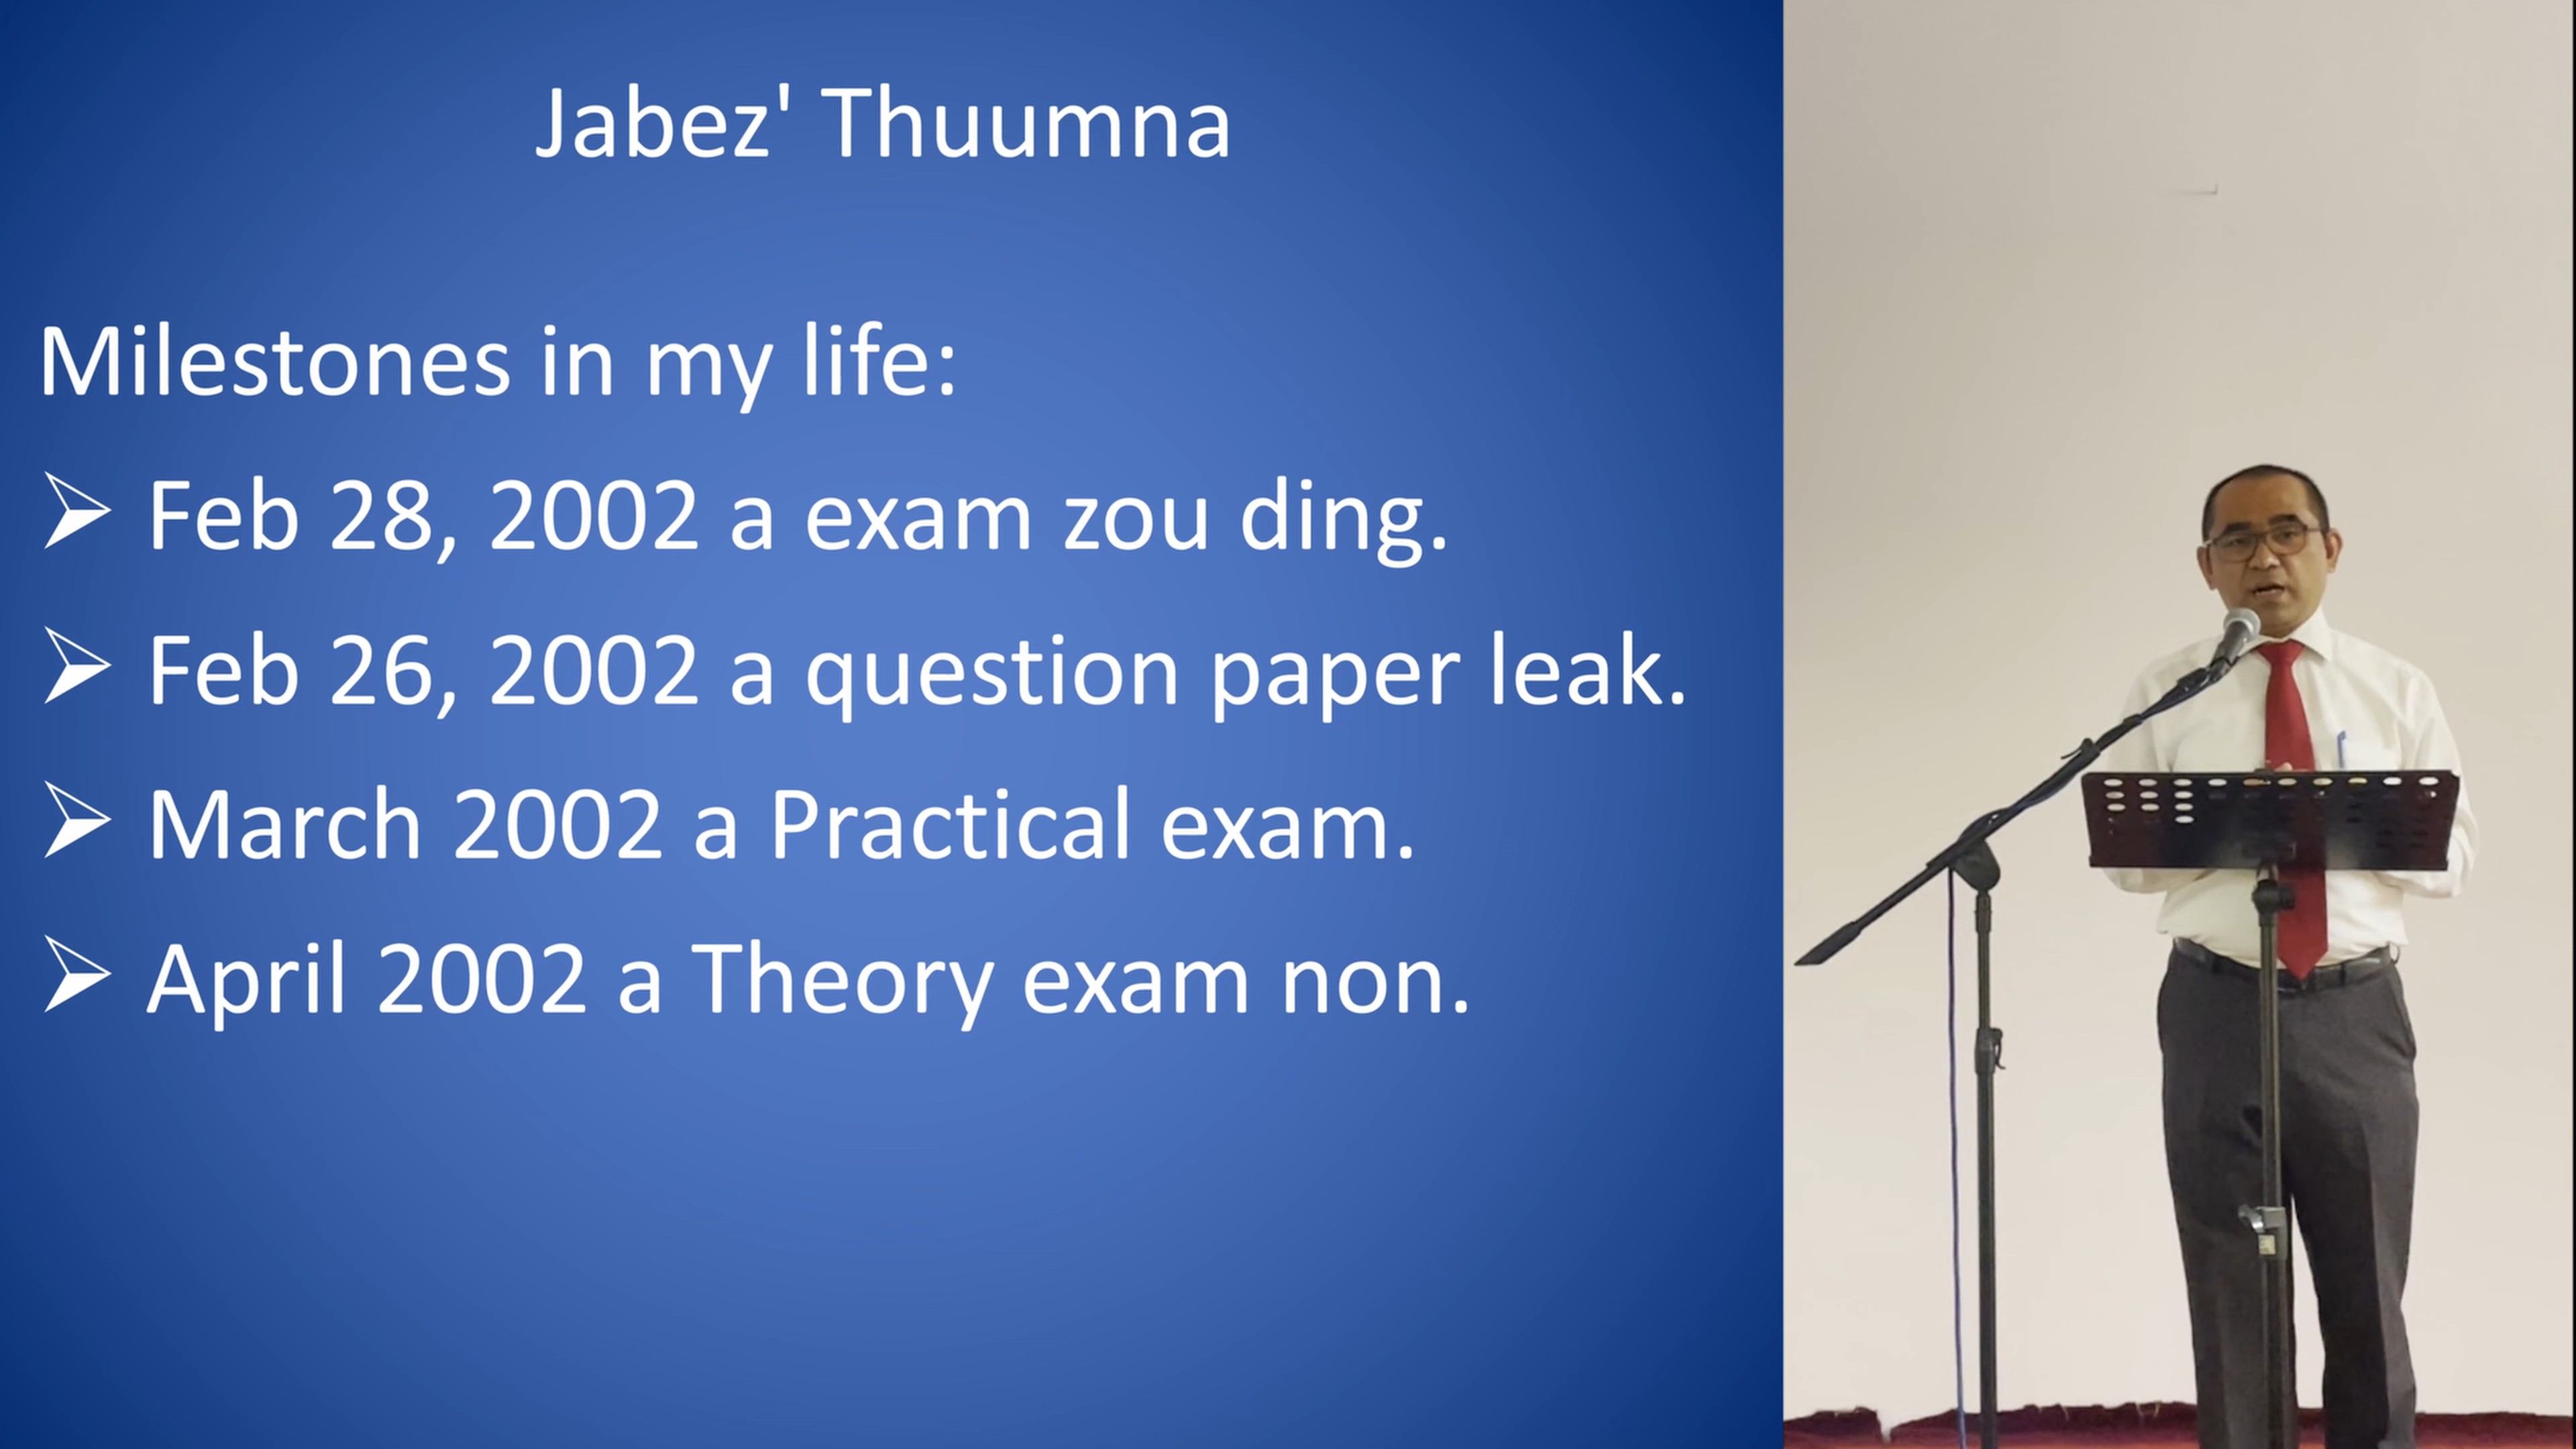 Jabez' Thuumna
Milestones in my life:
➢ Feb 28, 2002 a exam zou ding.
➢ Feb 26, 2002 a question paper leak.
➢ March 2002 a Practical exam.
➢ April 2002 a Theory exam non.